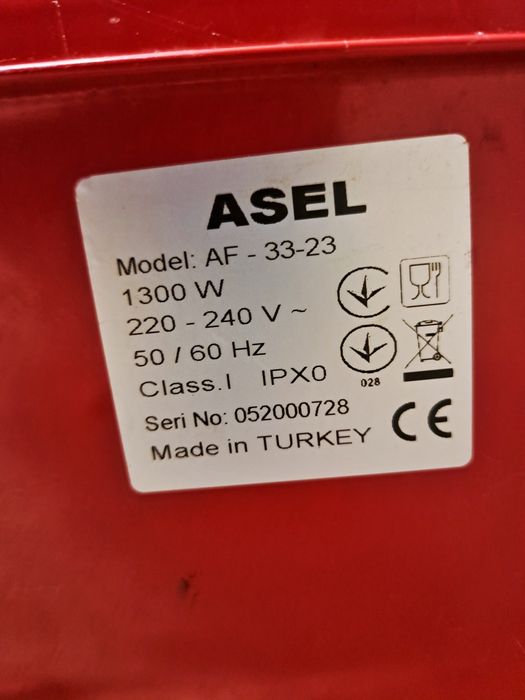 ASEL
Model: AF - 33-23
1300 W
220 - 240 V ~
50 / 60 Hz
Class.I IPX0
028
Seri No: 052000728
Made in TURKEY
CE